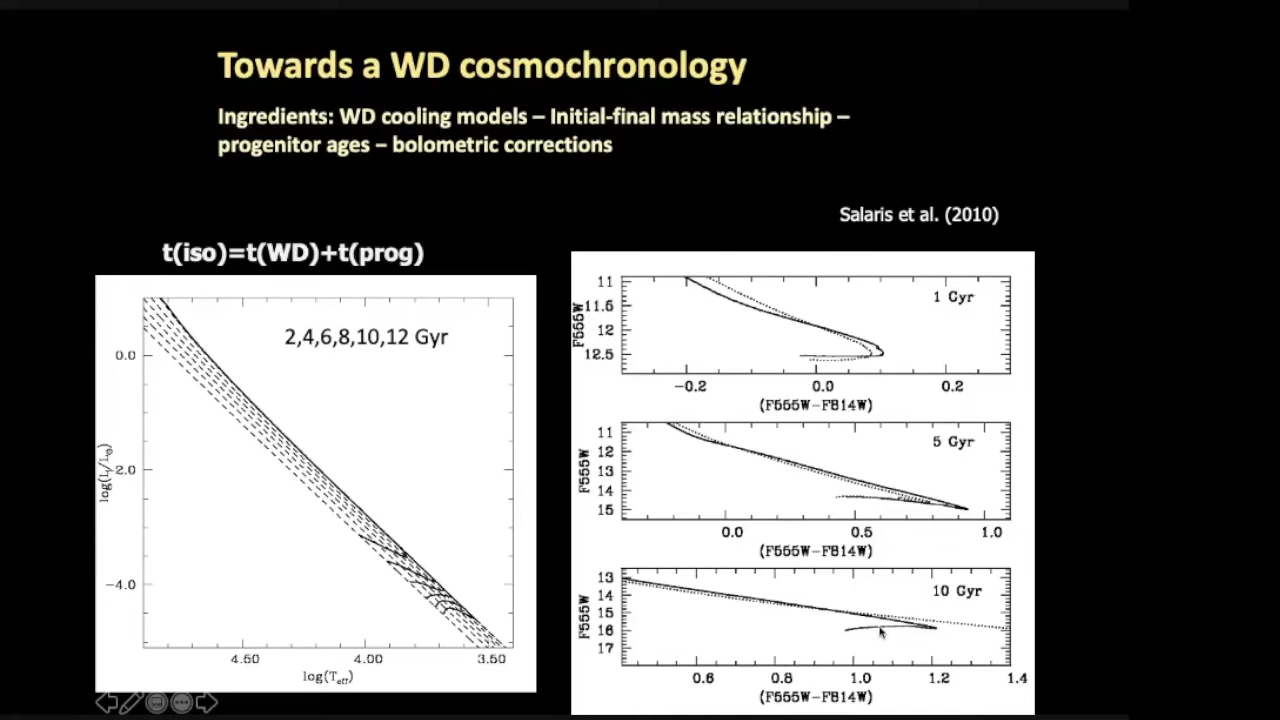 Towards a WD cosmochronology
Ingredients: WD cooling models – Initial-final mass relationship –
progenitor ages – bolometric corrections
Salaris et al. (2010)
t(iso)=t(WD)+t(prog)
2,4,6,8,10,12 Gyr
0.0
−2.0
−4.0
log(L/L⊙)
4.50 4.00 3.50
log(Teff)
11
11.5
12
12.5
F555W
1 Gyr
−0.2 0.0 0.2
(F555W−F814W)
11
12
13
14
15
F555W
5 Gyr
0.0 0.5 1.0
(F555W−F814W)
13
14
15
16
17
F555W
10 Gyr
0.6 0.8 1.0 1.2 1.4
(F555W−F814W)